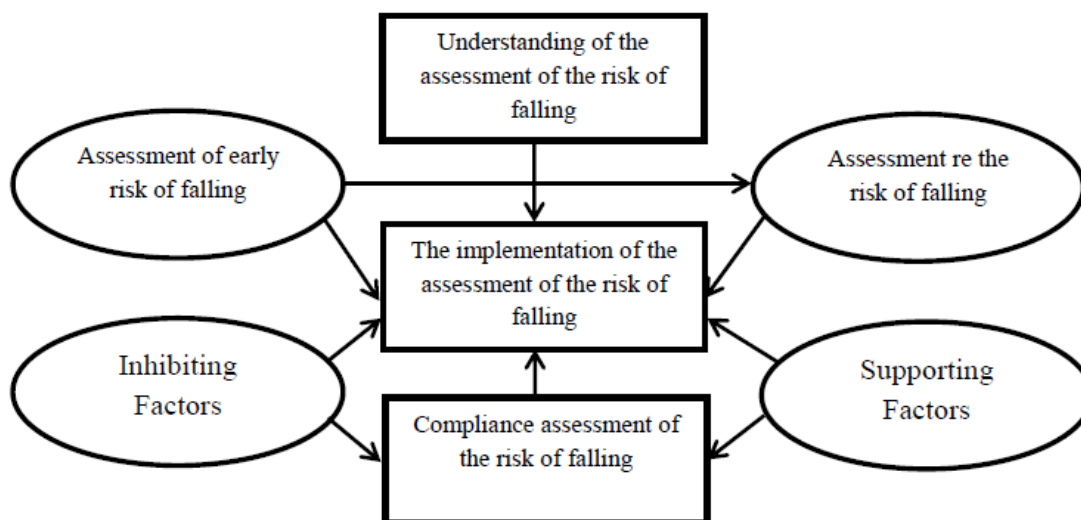 Understanding of the
assessment of the risk of
falling
Assessment of early
risk of falling
Assessment re the
risk of falling
The implementation of the
assessment of the risk of
falling
Inhibiting
Factors
Supporting
Factors
Compliance assessment of
the risk of falling